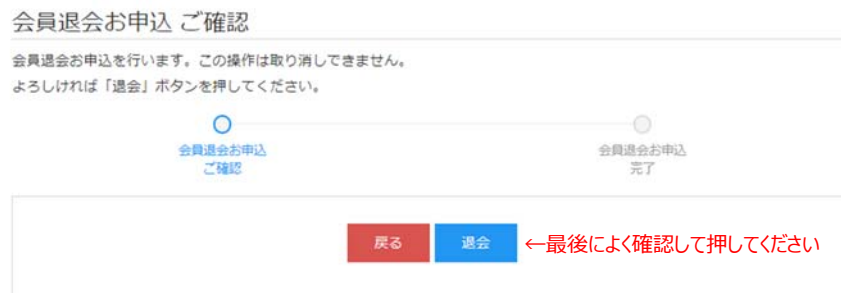 会員退会お申込 ご確認
会員退会お申込を行います。この操作は取り消しできません。
よろしければ「退会」ボタンを押してください。
会員退会お申込
ご確認
会員退会お申込
完了
戻る
退会
←最後によく確認して押してください